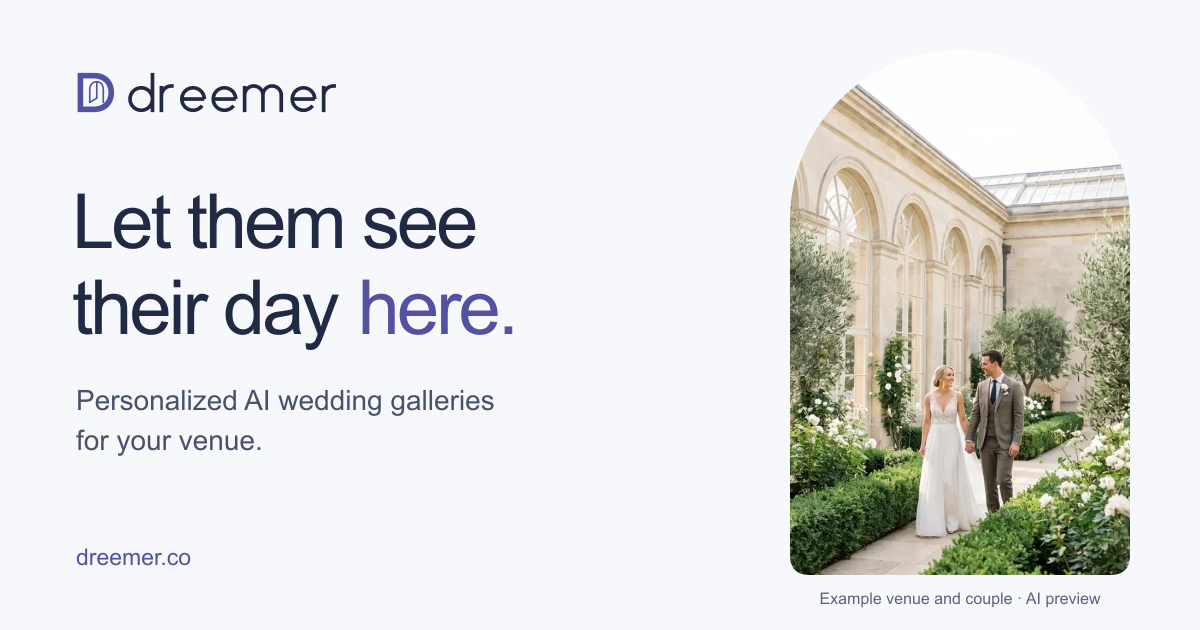 dreemer
Let them see
their day here.
Personalized AI wedding galleries
for your venue.
dreemer.co
Example venue and couple · AI preview